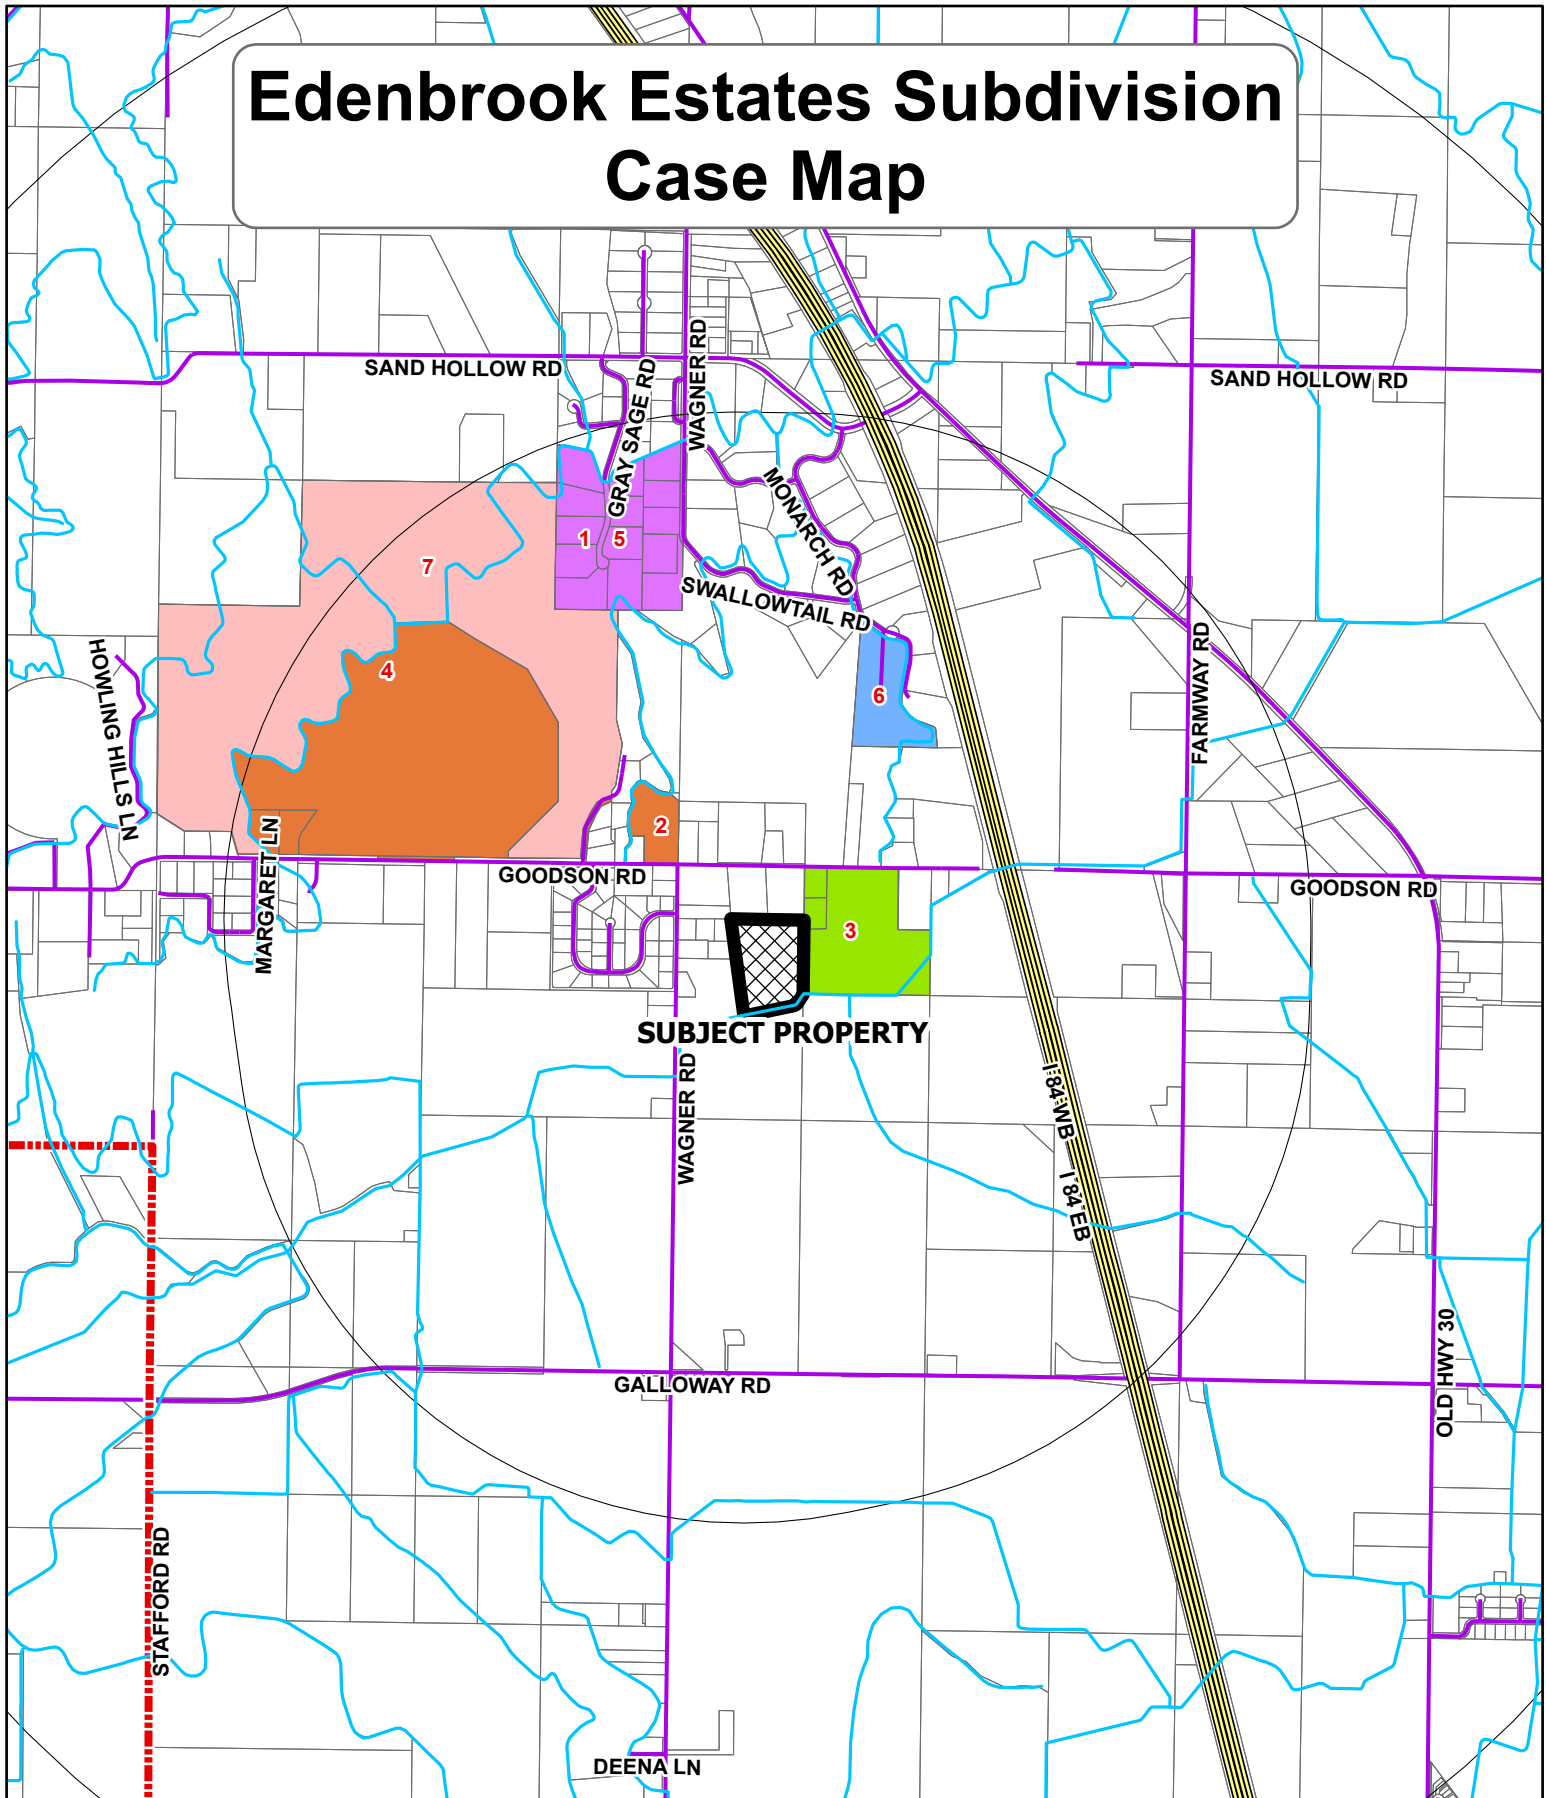 Edenbrook Estates Subdivision
Case Map
SAND HOLLOW RD
WAGNER RD
GRAY SAGE RD
SAND HOLLOW RD
MONARCH RD
1
5
7
SWALLOWTAIL RD
HOWLING HILLS LN
4
6
FARMWAY RD
2
MARGARET LN
GOODSON RD
GOODSON RD
3
SUBJECT PROPERTY
WAGNER RD
I 84 WB
I 84 EB
GALLOWAY RD
OLD HWY 30
STAFFORD RD
DEENA LN